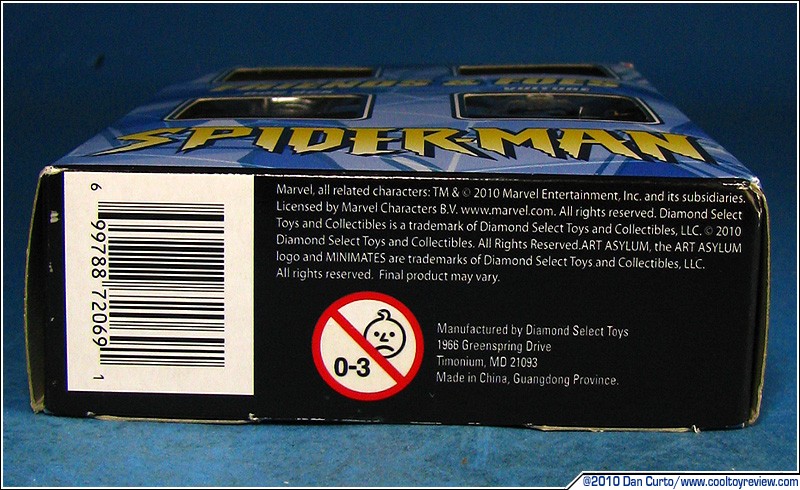 FRIENDS & FOES
VULTURE
SPIDER-MAN
Marvel, all related characters: TM & © 2010 Marvel Entertainment, Inc. and its subsidiaries.
Licensed by Marvel Characters B.V. www.marvel.com. All rights reserved. Diamond Select
Toys and Collectibles is a trademark of Diamond Select Toys and Collectibles, LLC. © 2010
Diamond Select Toys and Collectibles. All Rights Reserved.ART ASYLUM, the ART ASYLUM
logo and MINIMATES are trademarks of Diamond Select Toys and Collectibles, LLC.
All rights reserved. Final product may vary.
6 99788 72069 1
0-3
Manufactured by Diamond Select Toys
1966 Greenspring Drive
Timonium, MD 21093
Made in China, Guangdong Province.
©2010 Dan Curto/www.cooltoyreview.com